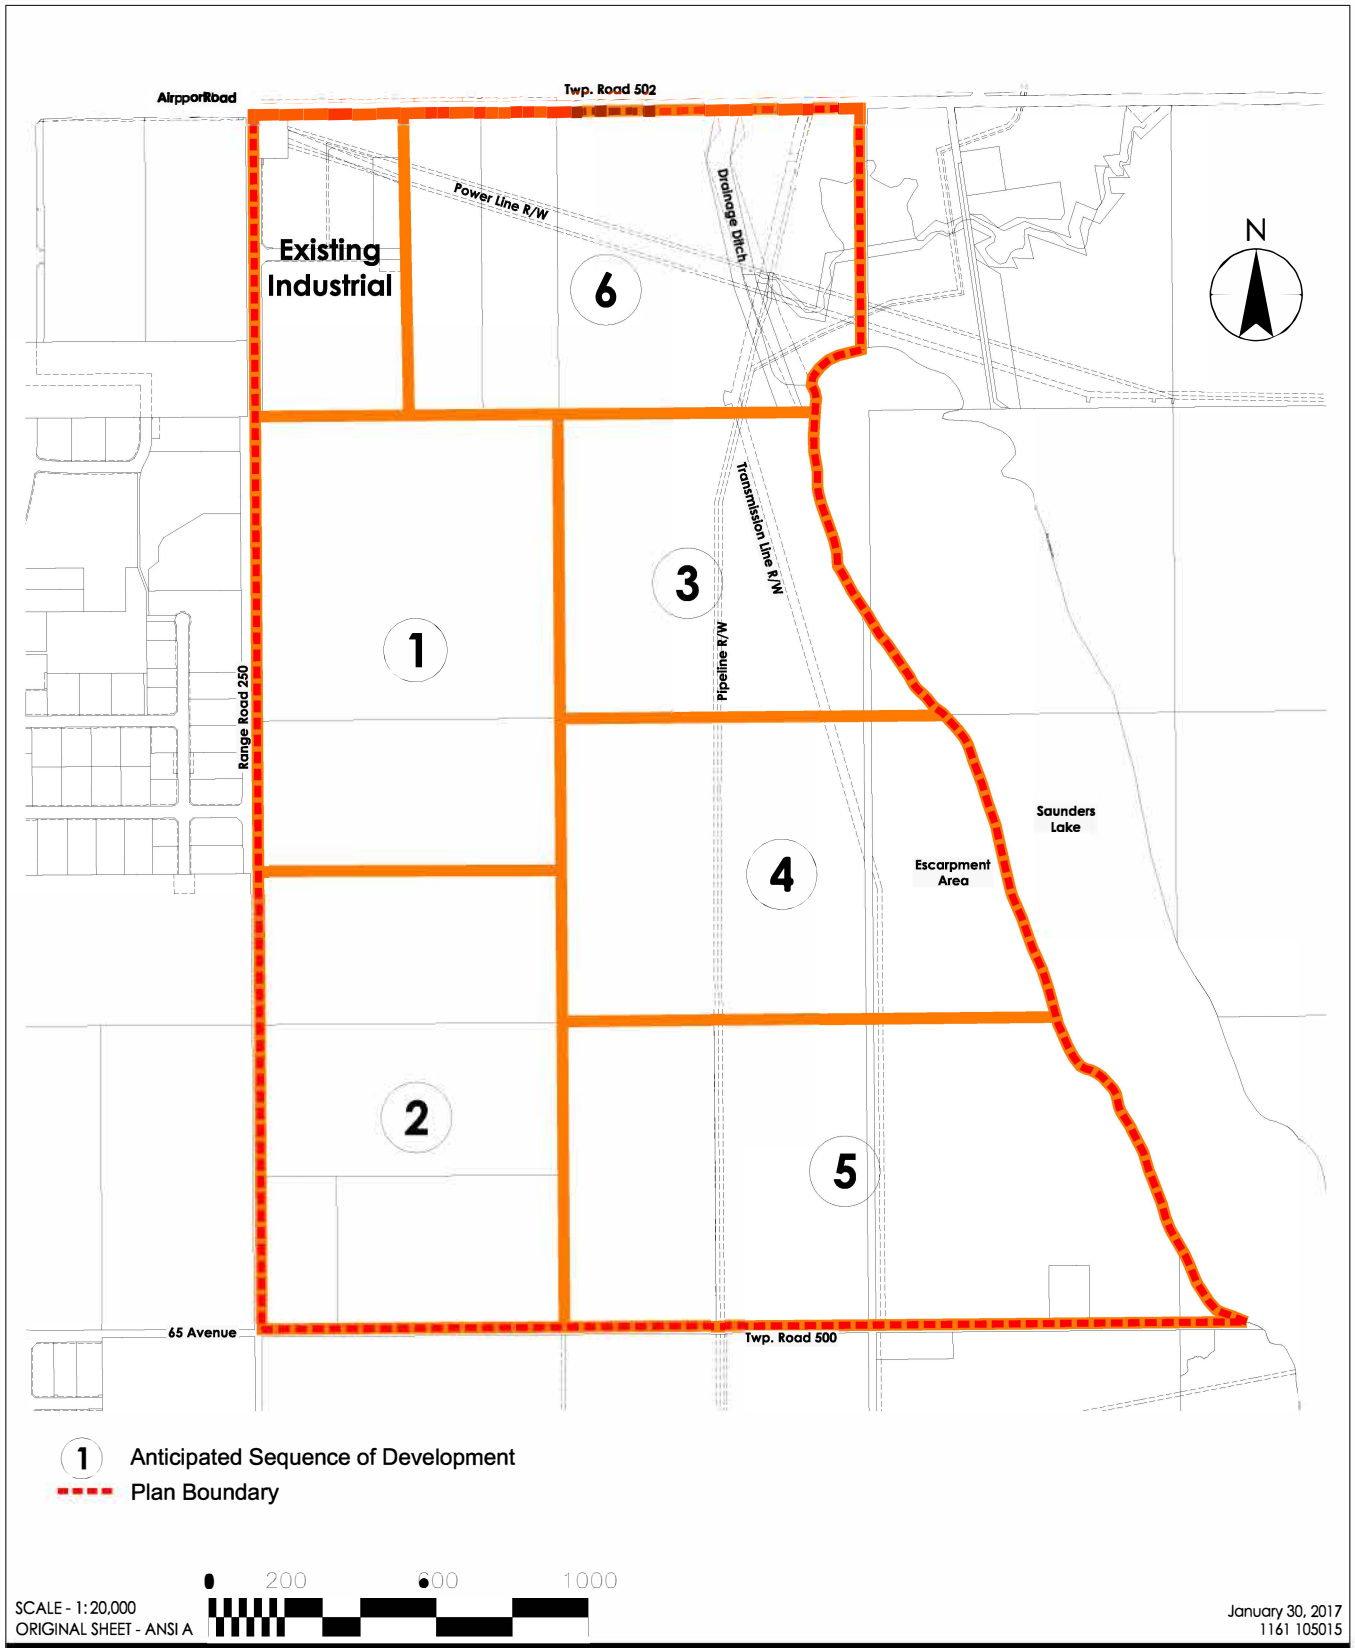 Twp. Road 502
AirpporRoad
N
Power Line R/W
Drainage Ditch
Existing
Industrial
6
Transmission Line R/W
3
1
Pipeline R/W
Range Road 250
Saunders
Lake
Escarpment
Area
4
2
5
65 Avenue
Twp. Road 500
1 Anticipated Sequence of Development
Plan Boundary
0 200 600 1000
SCALE - 1:20,000
ORIGINAL SHEET - ANSI A
January 30, 2017
1161 105015